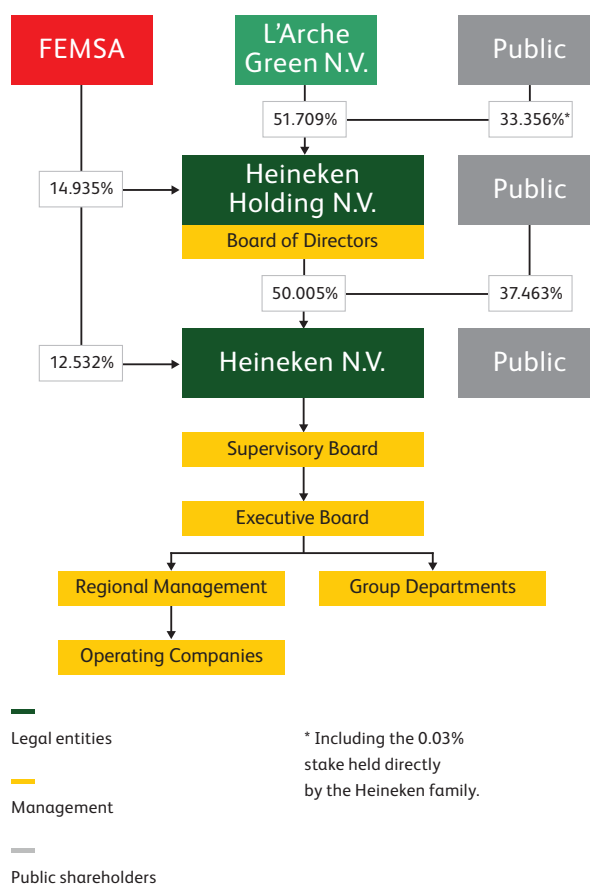 FEMSA
L'Arche
Green N.V.
Public
51.709%
33.356%*
14.935%
Heineken
Holding N.V.
Public
Board of Directors
50.005%
37.463%
12.532%
Heineken N.V.
Public
Supervisory Board
Executive Board
Regional Management
Group Departments
Operating Companies
Legal entities
Management
Public shareholders
* Including the 0.03%
stake held directly
by the Heineken family.